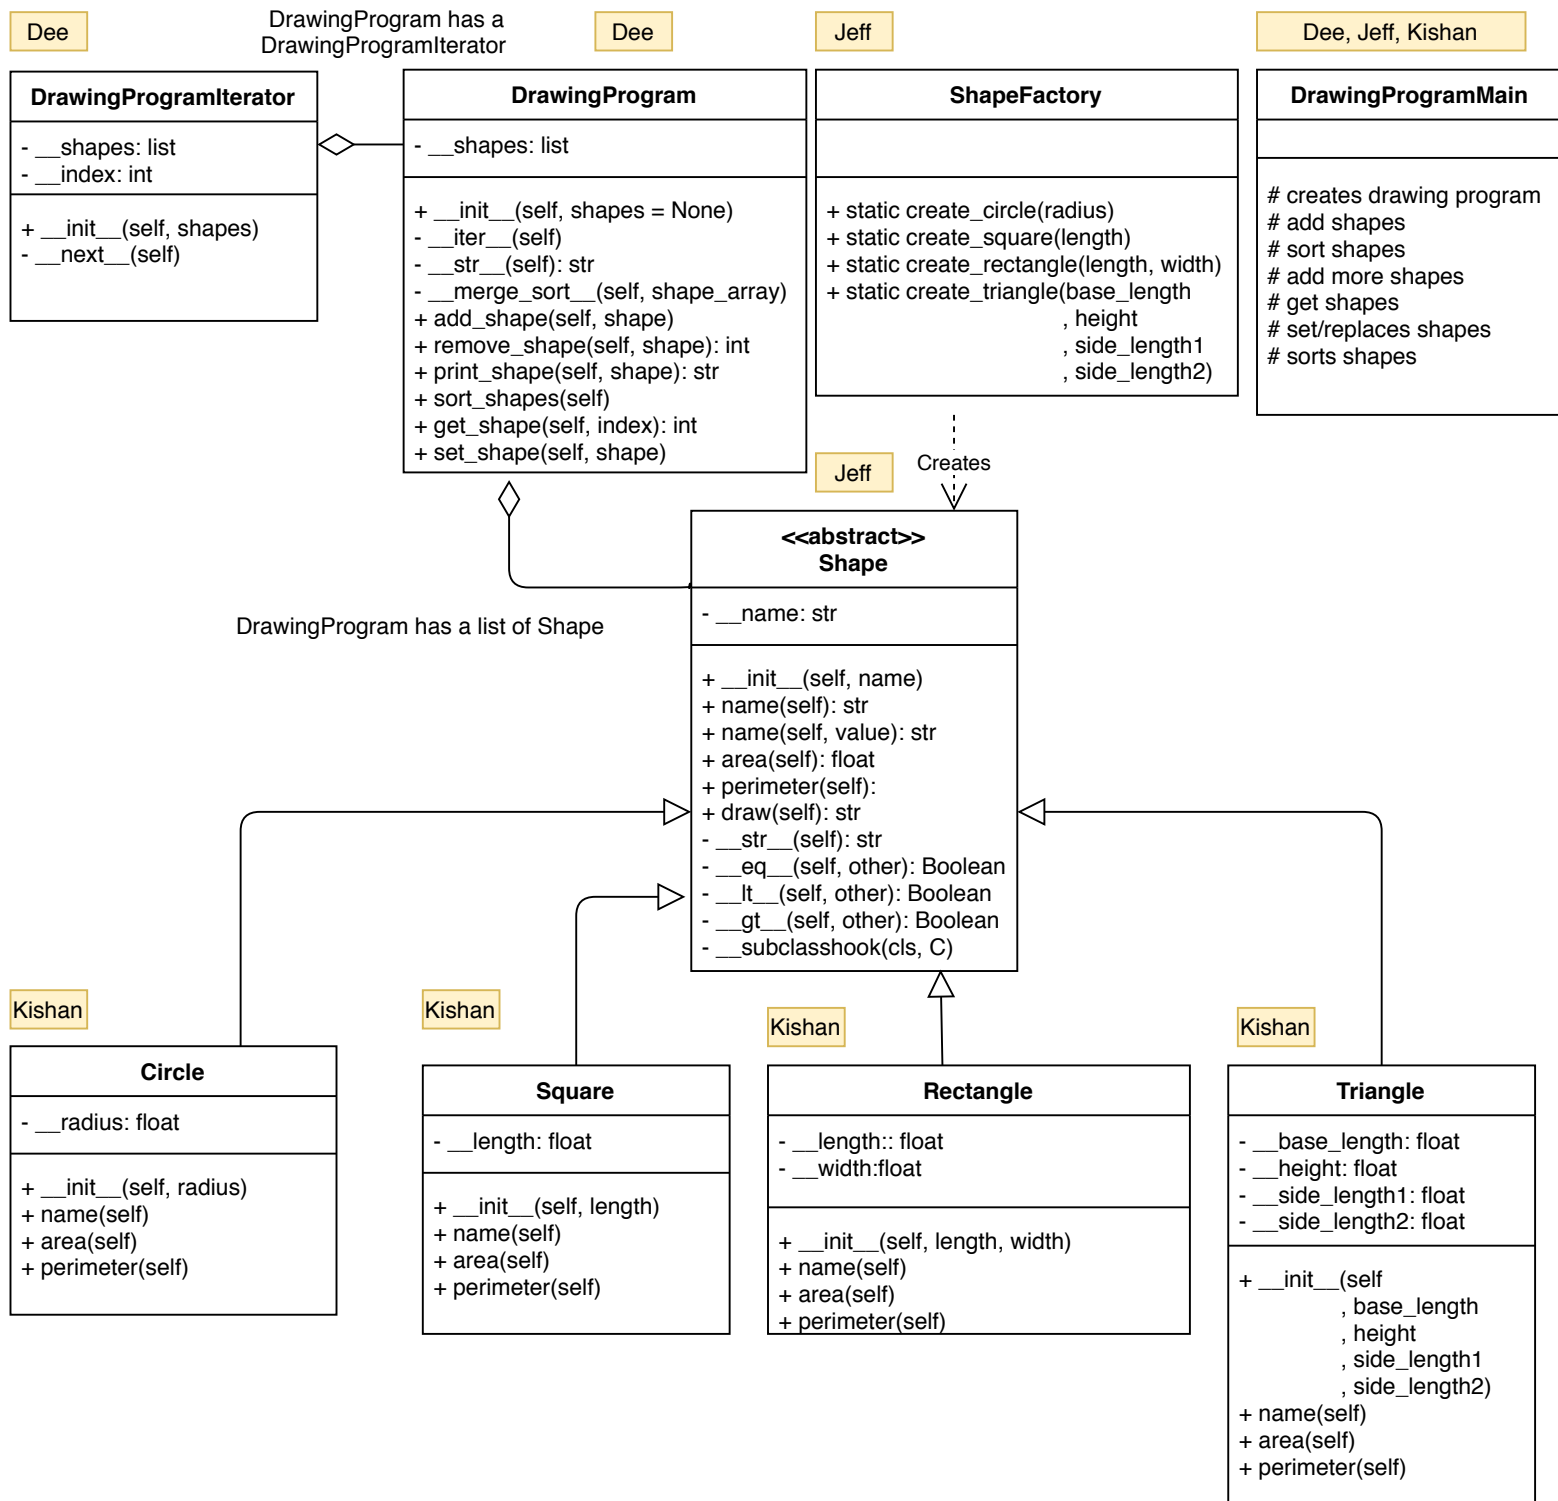 Dee
DrawingProgram has a
DrawingProgramIterator
Dee
Jeff
Dee, Jeff, Kishan
DrawingProgramIterator
- __shapes: list
- __index: int
+ __init__(self, shapes)
- __next__(self)
DrawingProgram
- __shapes: list
+ __init__(self, shapes = None)
- __iter__(self)
- __str__(self): str
- __merge_sort__(self, shape_array)
+ add_shape(self, shape)
+ remove_shape(self, shape): int
+ print_shape(self, shape): str
+ sort_shapes(self)
+ get_shape(self, index): int
+ set_shape(self, shape)
ShapeFactory
+ static create_circle(radius)
+ static create_square(length)
+ static create_rectangle(length, width)
+ static create_triangle(base_length
, height
, side_length1
, side_length2)
DrawingProgramMain
# creates drawing program
# add shapes
# sort shapes
# add more shapes
# get shapes
# set/replaces shapes
# sorts shapes
Jeff
Creates
<<abstract>>
Shape
- __name: str
+ __init__(self, name)
+ name(self): str
+ name(self, value): str
+ area(self): float
+ perimeter(self):
+ draw(self): str
- __str__(self): str
- __eq__(self, other): Boolean
- __lt__(self, other): Boolean
- __gt__(self, other): Boolean
- __subclasshook(cls, C)
DrawingProgram has a list of Shape
Kishan
Circle
- __radius: float
+ __init__(self, radius)
+ name(self)
+ area(self)
+ perimeter(self)
Kishan
Square
- __length: float
+ __init__(self, length)
+ name(self)
+ area(self)
+ perimeter(self)
Kishan
Rectangle
- __length:: float
- __width:float
+ __init__(self, length, width)
+ name(self)
+ area(self)
+ perimeter(self)
Kishan
Triangle
- __base_length: float
- __height: float
- __side_length1: float
- __side_length2: float
+ __init__(self
, base_length
, height
, side_length1
, side_length2)
+ name(self)
+ area(self)
+ perimeter(self)